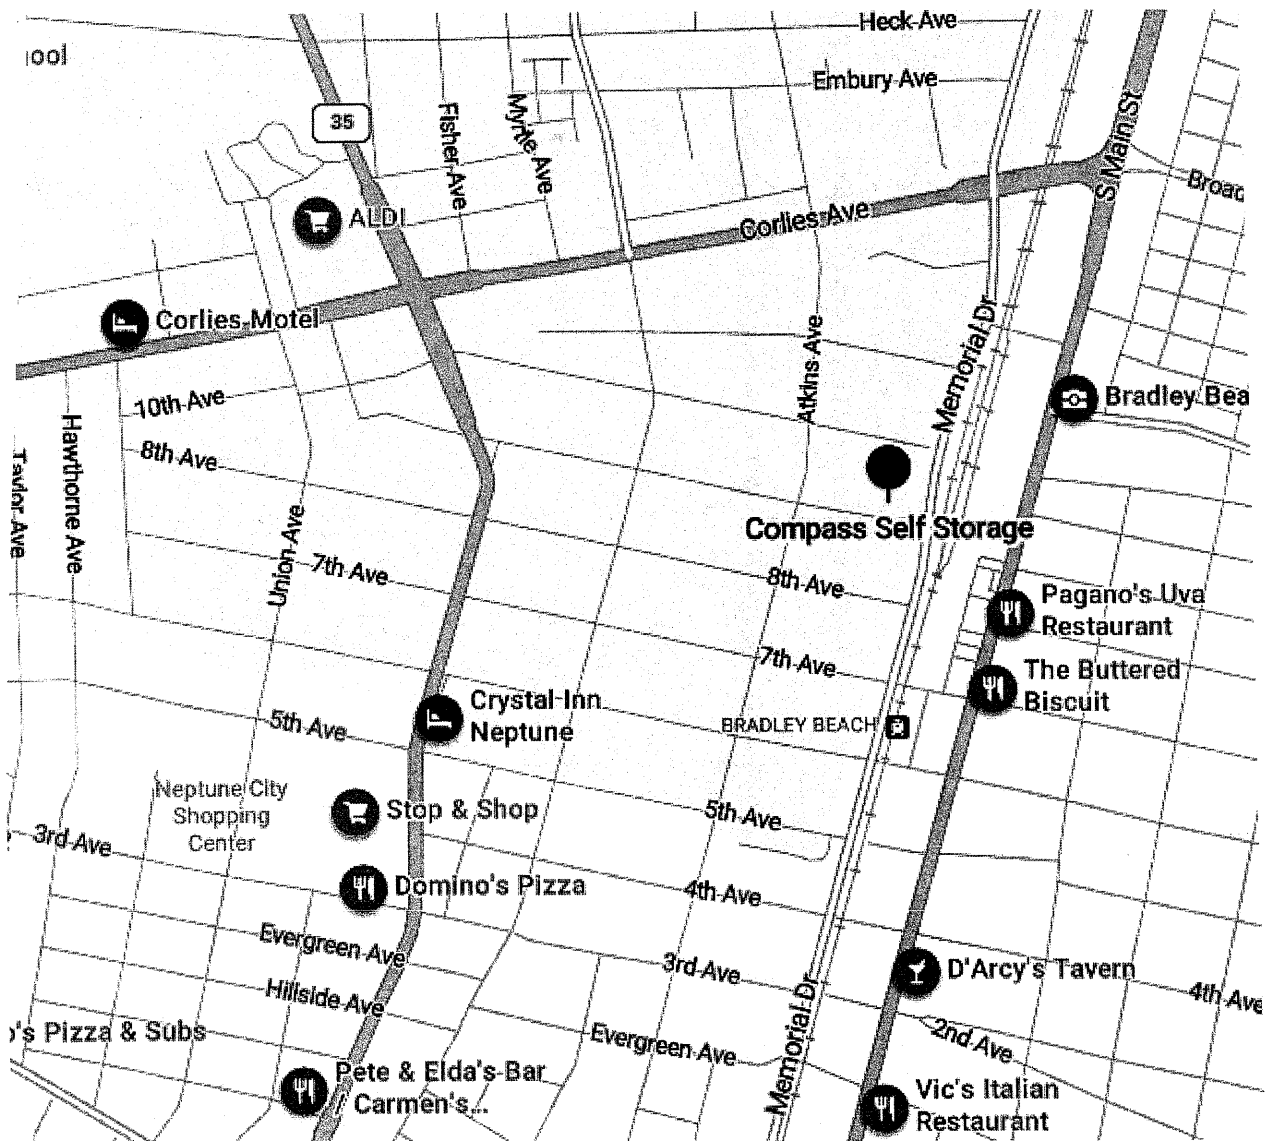 Heck Ave
ool
Embury Ave
35
Fisher Ave
Myrtle Ave
S Main St
Broad
ALDI
Corlies Ave
Corlies Motel
Memorial Dr
Atkins Ave
Bradley Bea
10th Ave
Hawthorne Ave
8th Ave
Taylor Ave
Compass Self Storage
Union Ave
7th Ave
8th Ave
Pagano's Uva
Restaurant
7th Ave
The Buttered
Biscuit
Crystal Inn
Neptune
5th Ave
BRADLEY BEACH
Neptune City
Shopping
Center
Stop & Shop
5th Ave
3rd Ave
Domino's Pizza
4th Ave
Evergreen Ave
3rd Ave
D'Arcy's Tavern
Hillside Ave
4th Ave
Memorial Dr
o's Pizza & Subs
Evergreen Ave
2nd Ave
Pete & Elda's Bar
Carmen's...
Vic's Italian
Restaurant